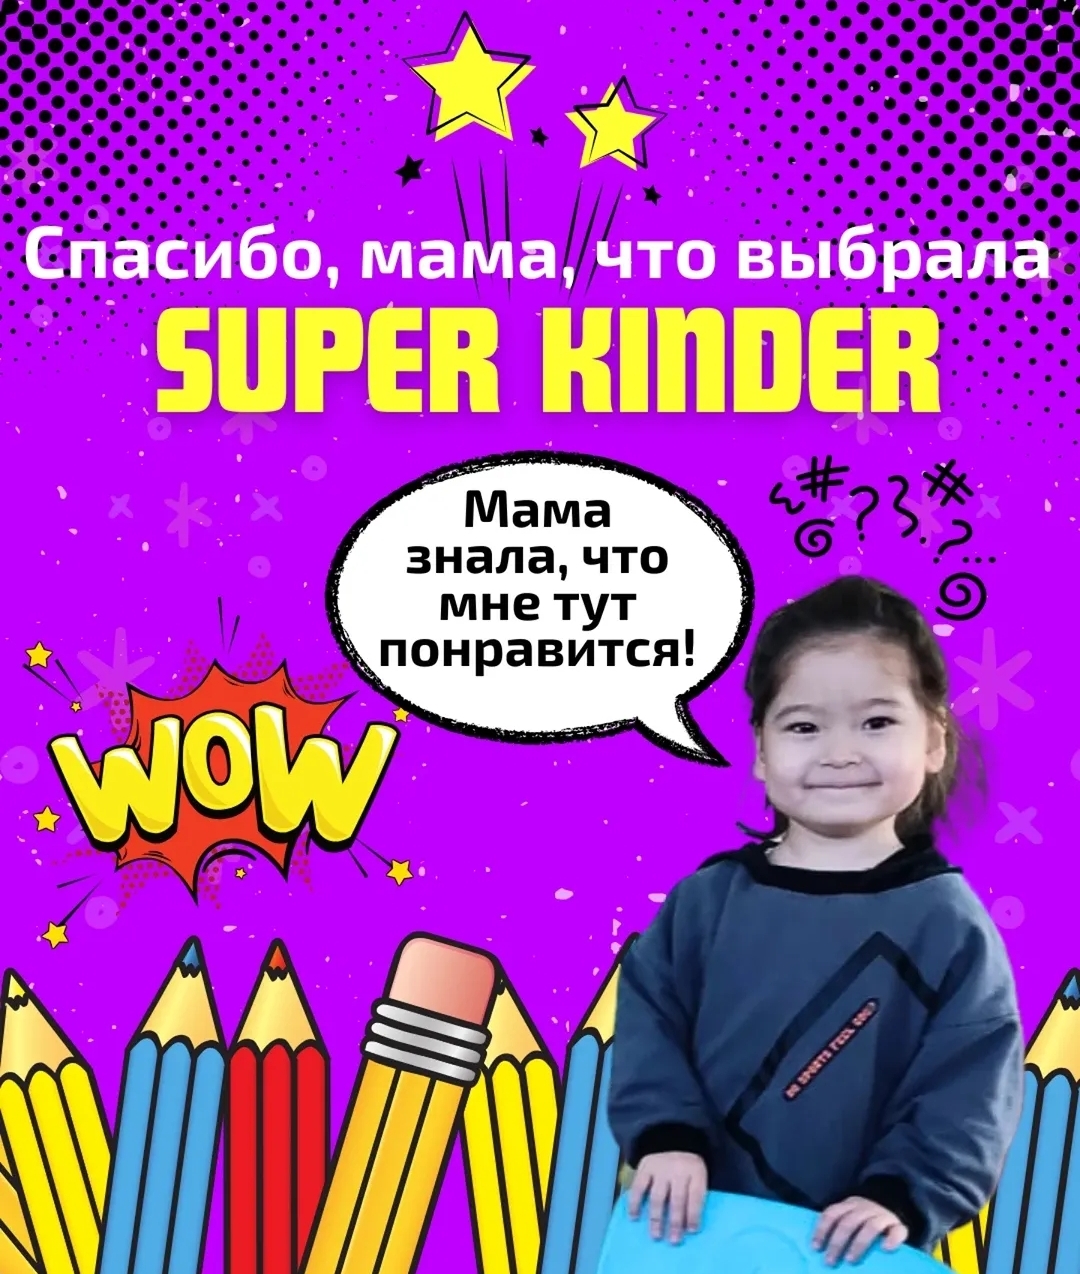 Спасибо, мама, что выбрала
SUPER KINDER
Мама
знала, что
мне тут
понравится!
WOW